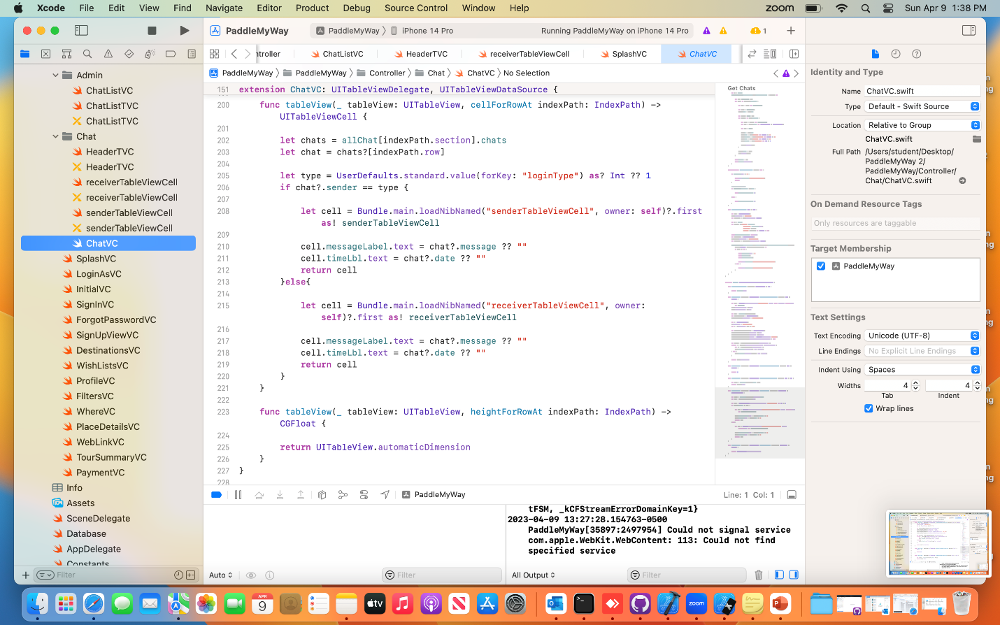 Xcode File Edit View Find Navigate Editor Product Debug Source Control Window Help zoom Sun Apr 9 1:38 PM
PaddleMyWay PaddleMyWay iPhone 14 Pro Running PaddleMyWay on iPhone 14 Pro 1
ntroller ChatListVC HeaderTVC receiverTableViewCell SplashVC ChatVC
PaddleMyWay PaddleMyWay Controller Chat ChatVC No Selection
Admin
ChatListVC
ChatListTVC
ChatListTVC
Chat
HeaderTVC
HeaderTVC
receiverTableViewCell
receiverTableViewCell
senderTableViewCell
senderTableViewCell
ChatVC
SplashVC
LoginAsVC
InitialVC
SignInVC
ForgotPasswordVC
SignUpViewVC
DestinationsVC
WishListsVC
ProfileVC
FiltersVC
WhereVC
PlaceDetailsVC
WebLinkVC
TourSummaryVC
PaymentVC
Info
Assets
SceneDelegate
Database
AppDelegate
Constants
Filter
151 extension ChatVC: UITableViewDelegate, UITableViewDataSource {
200 func tableView(_ tableView: UITableView, cellForRowAt indexPath: IndexPath) ->
UITableViewCell {
201
202 let chats = allChat[indexPath.section].chats
203 let chat = chats?[indexPath.row]
204
205 let type = UserDefaults.standard.value(forKey: "loginType") as? Int ?? 1
206 if chat?.sender == type {
207
208 let cell = Bundle.main.loadNibNamed("senderTableViewCell", owner: self)?.first
as! senderTableViewCell
209
210 cell.messageLabel.text = chat?.message ?? ""
211 cell.timeLbl.text = chat?.date ?? ""
212 return cell
213 }else{
214
215 let cell = Bundle.main.loadNibNamed("receiverTableViewCell", owner:
self)?.first as! receiverTableViewCell
216
217 cell.messageLabel.text = chat?.message ?? ""
218 cell.timeLbl.text = chat?.date ?? ""
219 return cell
220 }
221 }
222
223 func tableView(_ tableView: UITableView, heightForRowAt indexPath: IndexPath) ->
CGFloat {
224
225 return UITableView.automaticDimension
226 }
227 }
228
Get Chats
PaddleMyWay Line: 1 Col: 1
tFSM, _kCFStreamErrorDomainKey=1}
2023-04-09 13:27:28.154763-0500
PaddleMyWay[35897:2497954] Could not signal service
com.apple.WebKit.WebContent: 113: Could not find
specified service
Auto Filter All Output Filter
Identity and Type
Name ChatVC.swift
Type Default - Swift Source
Location Relative to Group
ChatVC.swift
Full Path /Users/student/Desktop/
PaddleMyWay 2/
PaddleMyWay/Controller/
Chat/ChatVC.swift
On Demand Resource Tags
Only resources are taggable
Target Membership
PaddleMyWay
Text Settings
Text Encoding Unicode (UTF-8)
Line Endings No Explicit Line Endings
Indent Using Spaces
Widths 4 4
Tab Indent
Wrap lines
APR
9
tv
zoom